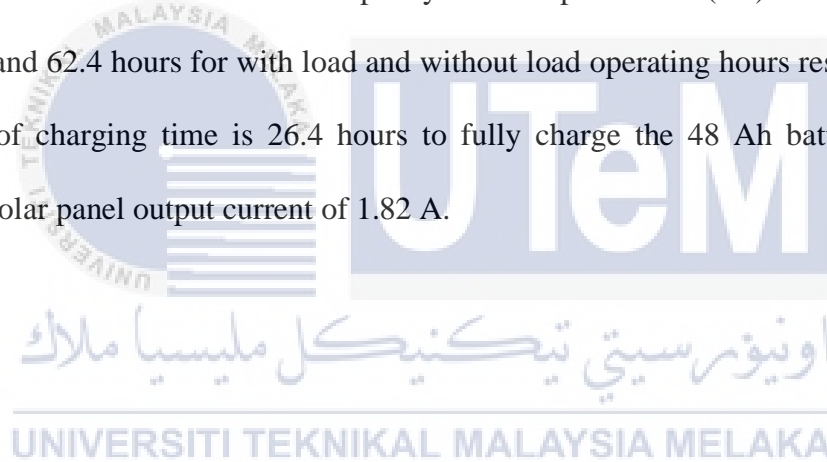 and 62.4 hours for with load and without load operating hours res
of charging time is 26.4 hours to fully charge the 48 Ah bat
olar panel output current of 1.82 A.
UTeM
اونيۏرسيتي تيكنيكل مليسيا ملاك
UNIVERSITI TEKNIKAL MALAYSIA MELAKA